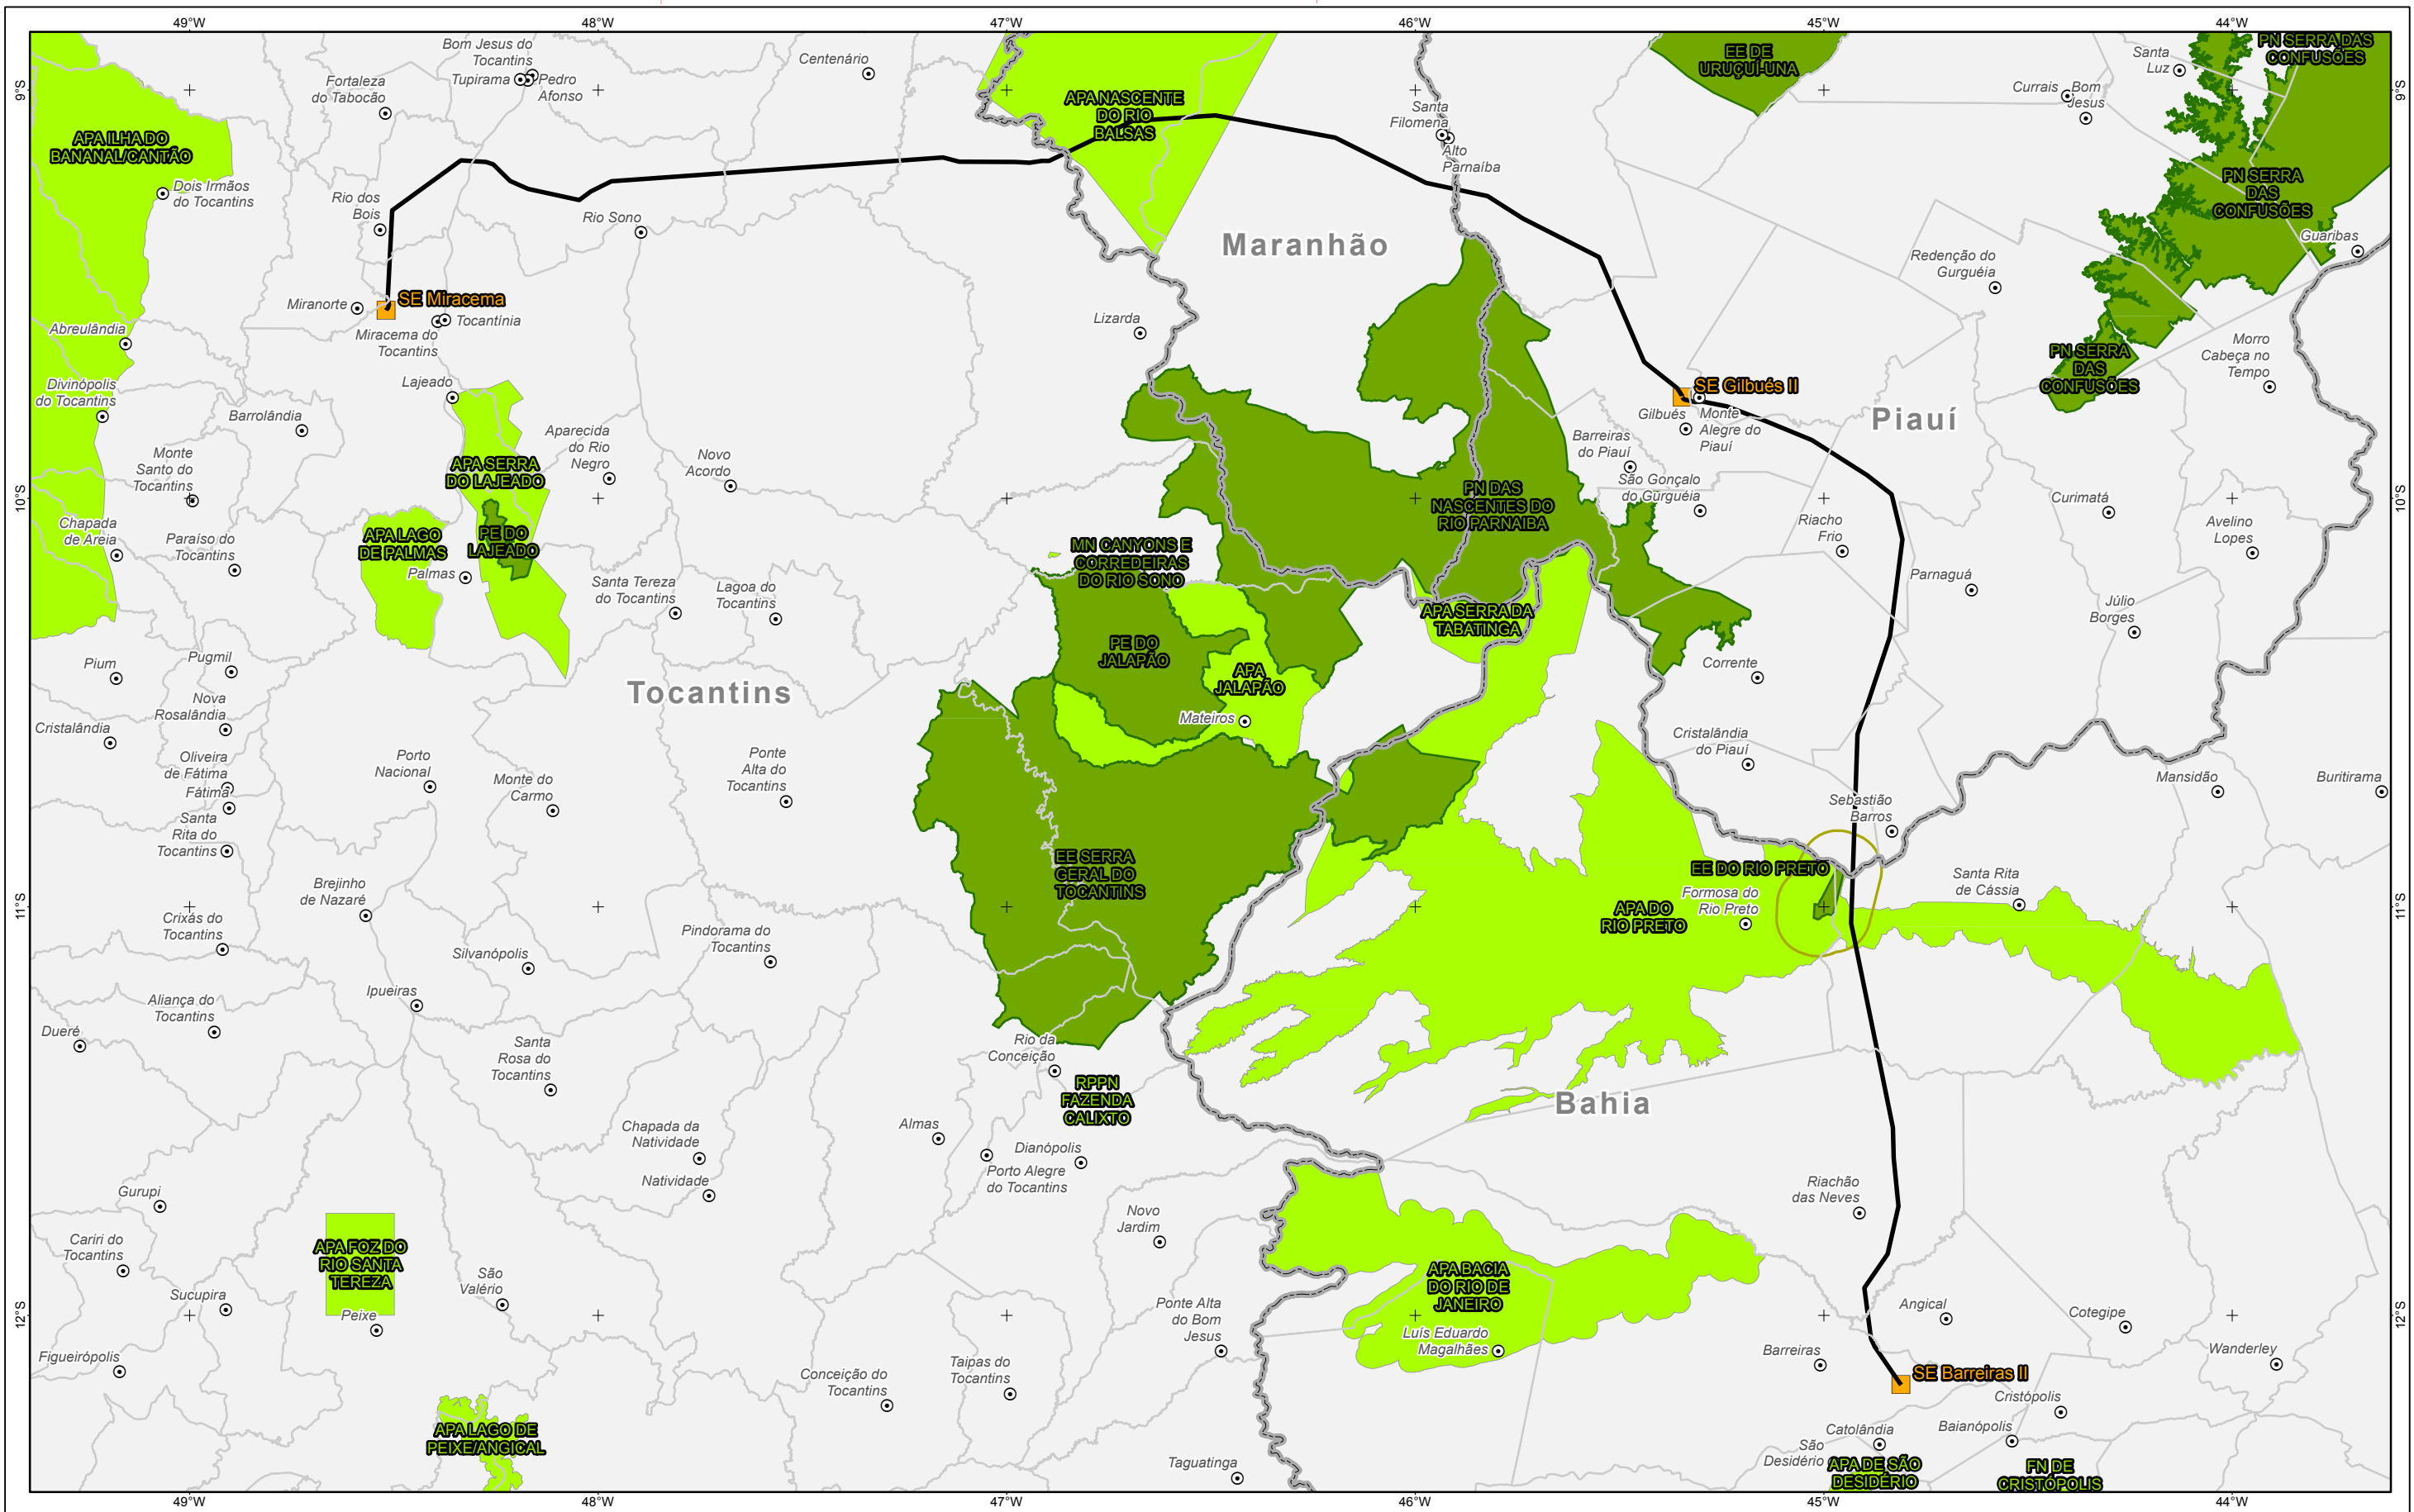 49°W
48°W
47°W
46°W
45°W
44°W
9°S
10°S
11°S
12°S
Bom Jesus do
Tocantins
Tupirama
Pedro
Afonso
Fortaleza
do Tabocão
Centenário
APA ILHA DO
BANANAL/CANTÃO
Dois Irmãos
do Tocantins
Rio dos
Bois
Rio Sono
APA NASCENTE
DO RIO
BALSAS
Santa
Filomena
Alto
Parnaíba
EE DE
URUÇUÍ-UNA
Currais
Bom
Jesus
Santa
Luz
PN SERRA DAS
CONFUSÕES
PN SERRA
DAS
CONFUSÕES
Guaribas
Maranhão
Redenção do
Gurguéia
Miranorte
SE Miracema
Tocantínia
Miracema do
Tocantins
Abreulândia
Lizarda
Lajeado
Divinópolis
do Tocantins
Barrolândia
SE Gilbués II
Gilbués
Monte
Alegre do
Piauí
Piauí
PN SERRA
DAS
CONFUSÕES
Morro
Cabeça no
Tempo
Aparecida
do Rio
Negro
Novo
Acordo
Monte
Santo do
Tocantins
APA SERRA
DO LAJEADO
Barreiras
do Piauí
São Gonçalo
do Gurguéia
PN DAS
NASCENTES DO
RIO PARNAIBA
Curimatá
Riacho
Frio
Avelino
Lopes
Chapada
de Areia
Paraíso do
Tocantins
APA LAGO
DE PALMAS
PE DO
LAJEADO
Palmas
Santa Tereza
do Tocantins
Lagoa do
Tocantins
MN CANYONS E
CORREDEIRAS
DO RIO SONO
Parnaguá
Júlio
Borges
APA SERRA DA
TABATINGA
PE DO
JALAPÃO
APA
JALAPÃO
Mateiros
Corrente
Pium
Pugmil
Nova
Rosalândia
Tocantins
Cristalândia
Oliveira
de Fátima
Fátima
Porto
Nacional
Monte do
Carmo
Ponte
Alta do
Tocantins
Cristalândia
do Piauí
Mansidão
Buritirama
Santa
Rita do
Tocantins
Sebastião
Barros
EE SERRA
GERAL DO
TOCANTINS
EE DO RIO PRETO
Formosa do
Rio Preto
APA DO
RIO PRETO
Santa Rita
de Cássia
Brejinho
de Nazaré
Crixás do
Tocantins
Silvanópolis
Pindorama do
Tocantins
Ipueiras
Aliança do
Tocantins
Dueré
Santa
Rosa do
Tocantins
Rio da
Conceição
RPPN
FAZENDA
CALIXTO
Bahia
Almas
Chapada da
Natividade
Natividade
Dianópolis
Porto Alegre
do Tocantins
Gurupi
Riachão
das Neves
Novo
Jardim
Cariri do
Tocantins
APA FOZ DO
RIO SANTA
TEREZA
Peixe
São
Valério
Sucupira
APA BACIA
DO RIO DE
JANEIRO
Luís Eduardo
Magalhães
Ponte Alta
do Bom
Jesus
Angical
Cotegipe
Figueirópolis
Barreiras
Wanderley
Conceição do
Tocantins
Taipas do
Tocantins
SE Barreiras II
Cristópolis
APA LAGO DE
PEIXE/ANGICAL
Catolândia
Baianópolis
São
Desidério
APA DE SÃO
DESIDÉRIO
FN DE
CRISTÓPOLIS
Taguatinga
9°S
10°S
11°S
12°S
49°W
48°W
47°W
46°W
45°W
44°W